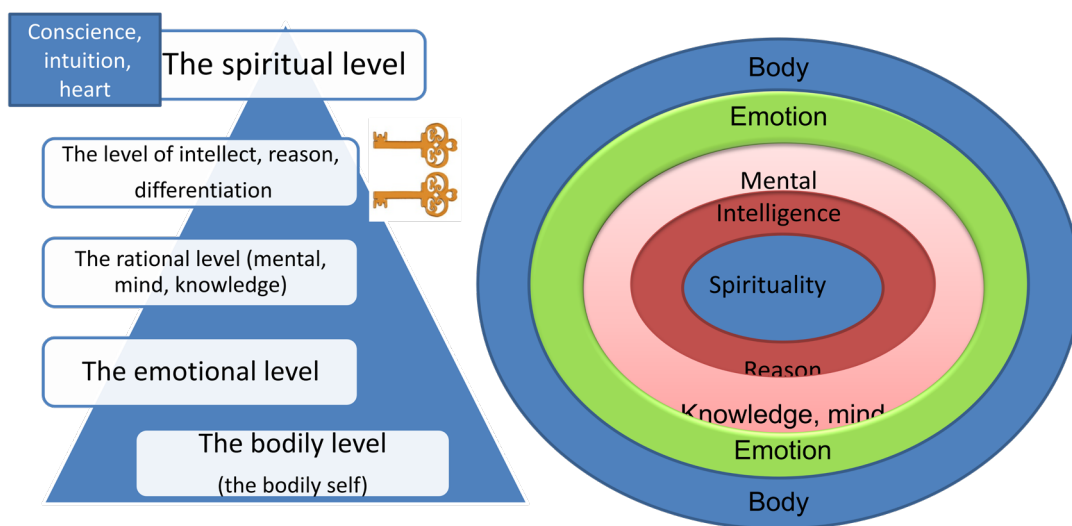 Conscience,
intuition,
heart
The spiritual level
The level of intellect, reason,
differentiation
The rational level (mental,
mind, knowledge)
The emotional level
The bodily level
(the bodily self)
Body
Emotion
Mental
Intelligence
Spirituality
Reason
Knowledge, mind
Emotion
Body